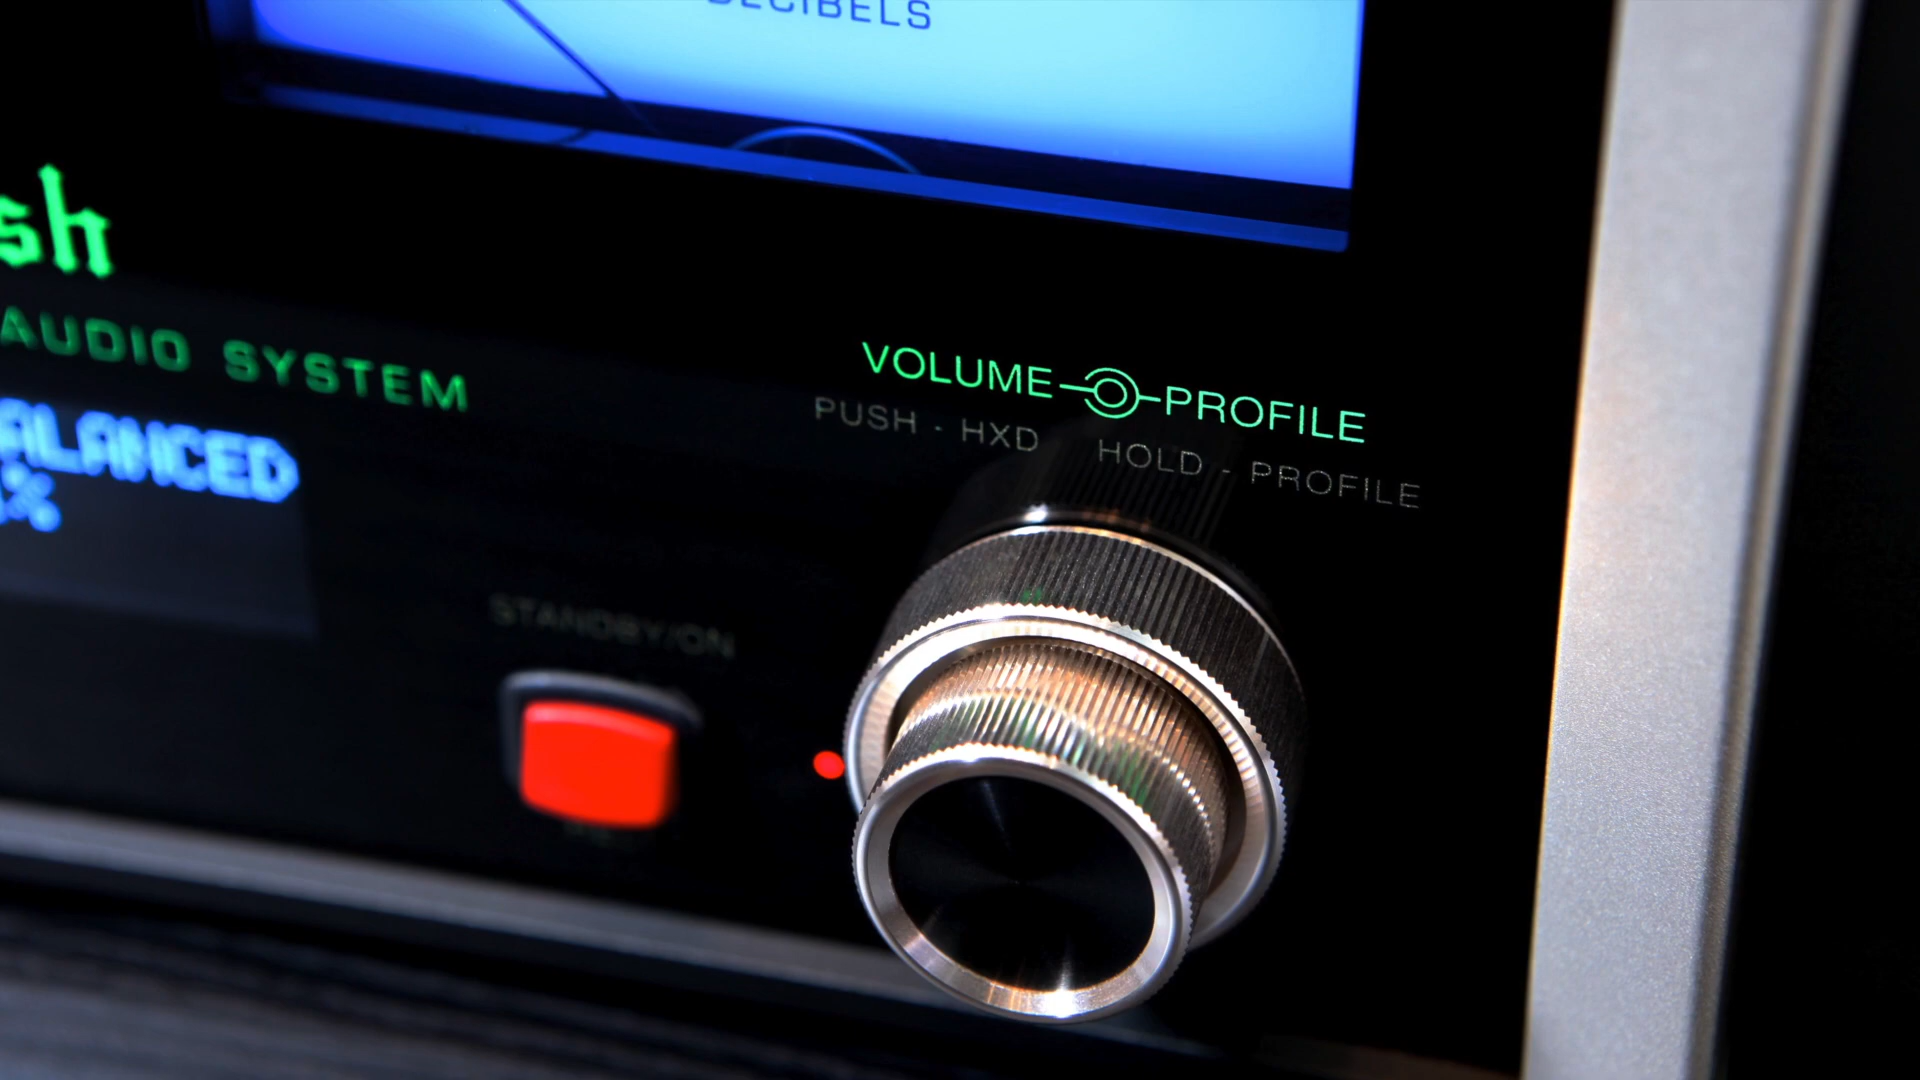 DECIBELS
sh
AUDIO SYSTEM
VOLUME PROFILE
PUSH - HXD HOLD - PROFILE
ALANCED
%
STANDBY/ON